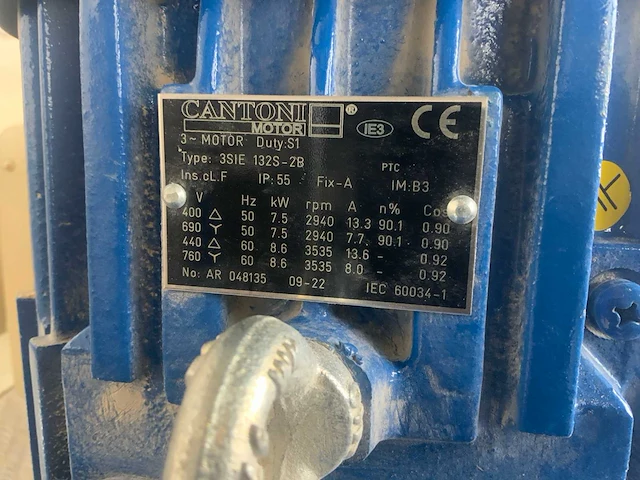 CANTONI ®
MOTOR
IE3 CE
3~ MOTOR Duty:S1
Type: 3SIE 132S-2B PTC
Ins.cL.F IP:55 Fix-A IM:B3
V Hz kW rpm A n% Cos
400 △ 50 7.5 2940 13.3 90.1 0.90
690 Y 50 7.5 2940 7.7 90.1 0.90
440 △ 60 8.6 3535 13.6 - 0.92
760 Y 60 8.6 3535 8.0 - 0.92
No: AR 048135 09-22 IEC 60034-1